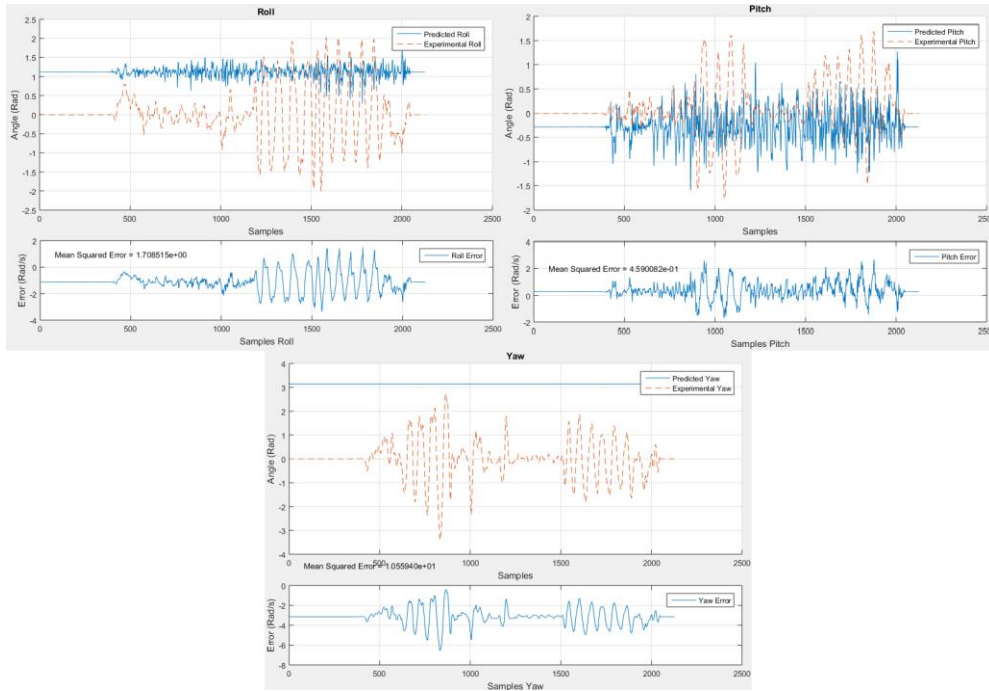 Roll
2.5
2
1.5
1
0.5
0
-0.5
-1
-1.5
-2
-2.5
Angle (Rad)
Predicted Roll
Experimental Roll
0 500 1000 1500 2000 2500
Samples
2
0
-2
-4
Error (Rad/s)
Mean Squared Error = 1.708515e+00
Roll Error
0 500 1000 1500 2000 2500
Samples Roll
Pitch
2
1.5
1
0.5
0
-0.5
-1
-1.5
-2
Angle (Rad)
Predicted Pitch
Experimental Pitch
0 500 1000 1500 2000 2500
Samples
4
2
0
-2
Error (Rad/s)
Mean Squared Error = 4.590082e-01
Pitch Error
0 500 1000 1500 2000 2500
Samples Pitch
Yaw
4
3
2
1
0
-1
-2
-3
-4
Angle (Rad)
Predicted Yaw
Experimental Yaw
0 500 1000 1500 2000 2500
Samples
Mean Squared Error = 1.055940e+01
0
-2
-4
-6
-8
Error (Rad/s)
Yaw Error
0 500 1000 1500 2000 2500
Samples Yaw